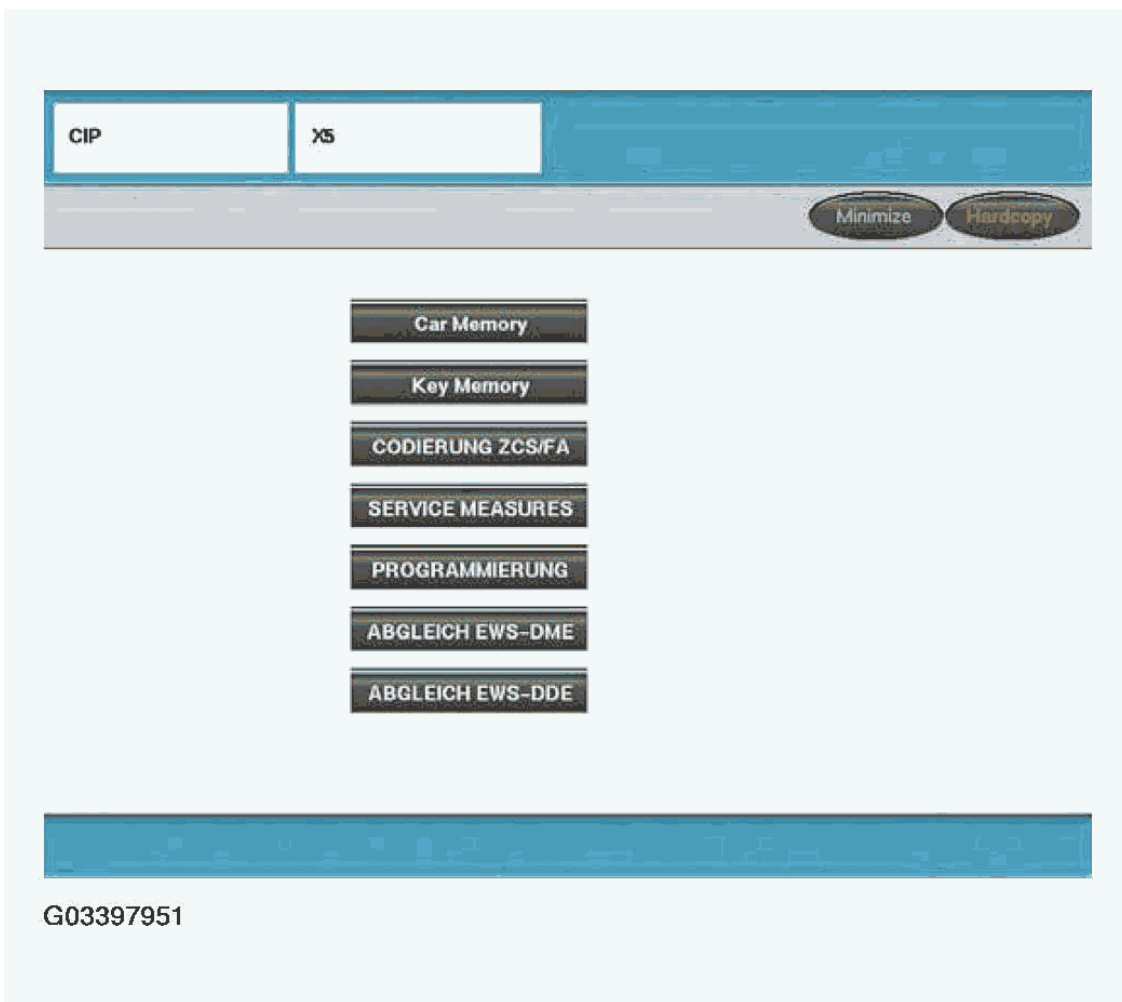 CIP X5
Minimize Hardcopy
Car Memory
Key Memory
CODIERUNG ZCS/FA
SERVICE MEASURES
PROGRAMMIERUNG
ABGLEICH EWS-DME
ABGLEICH EWS-DDE
G03397951